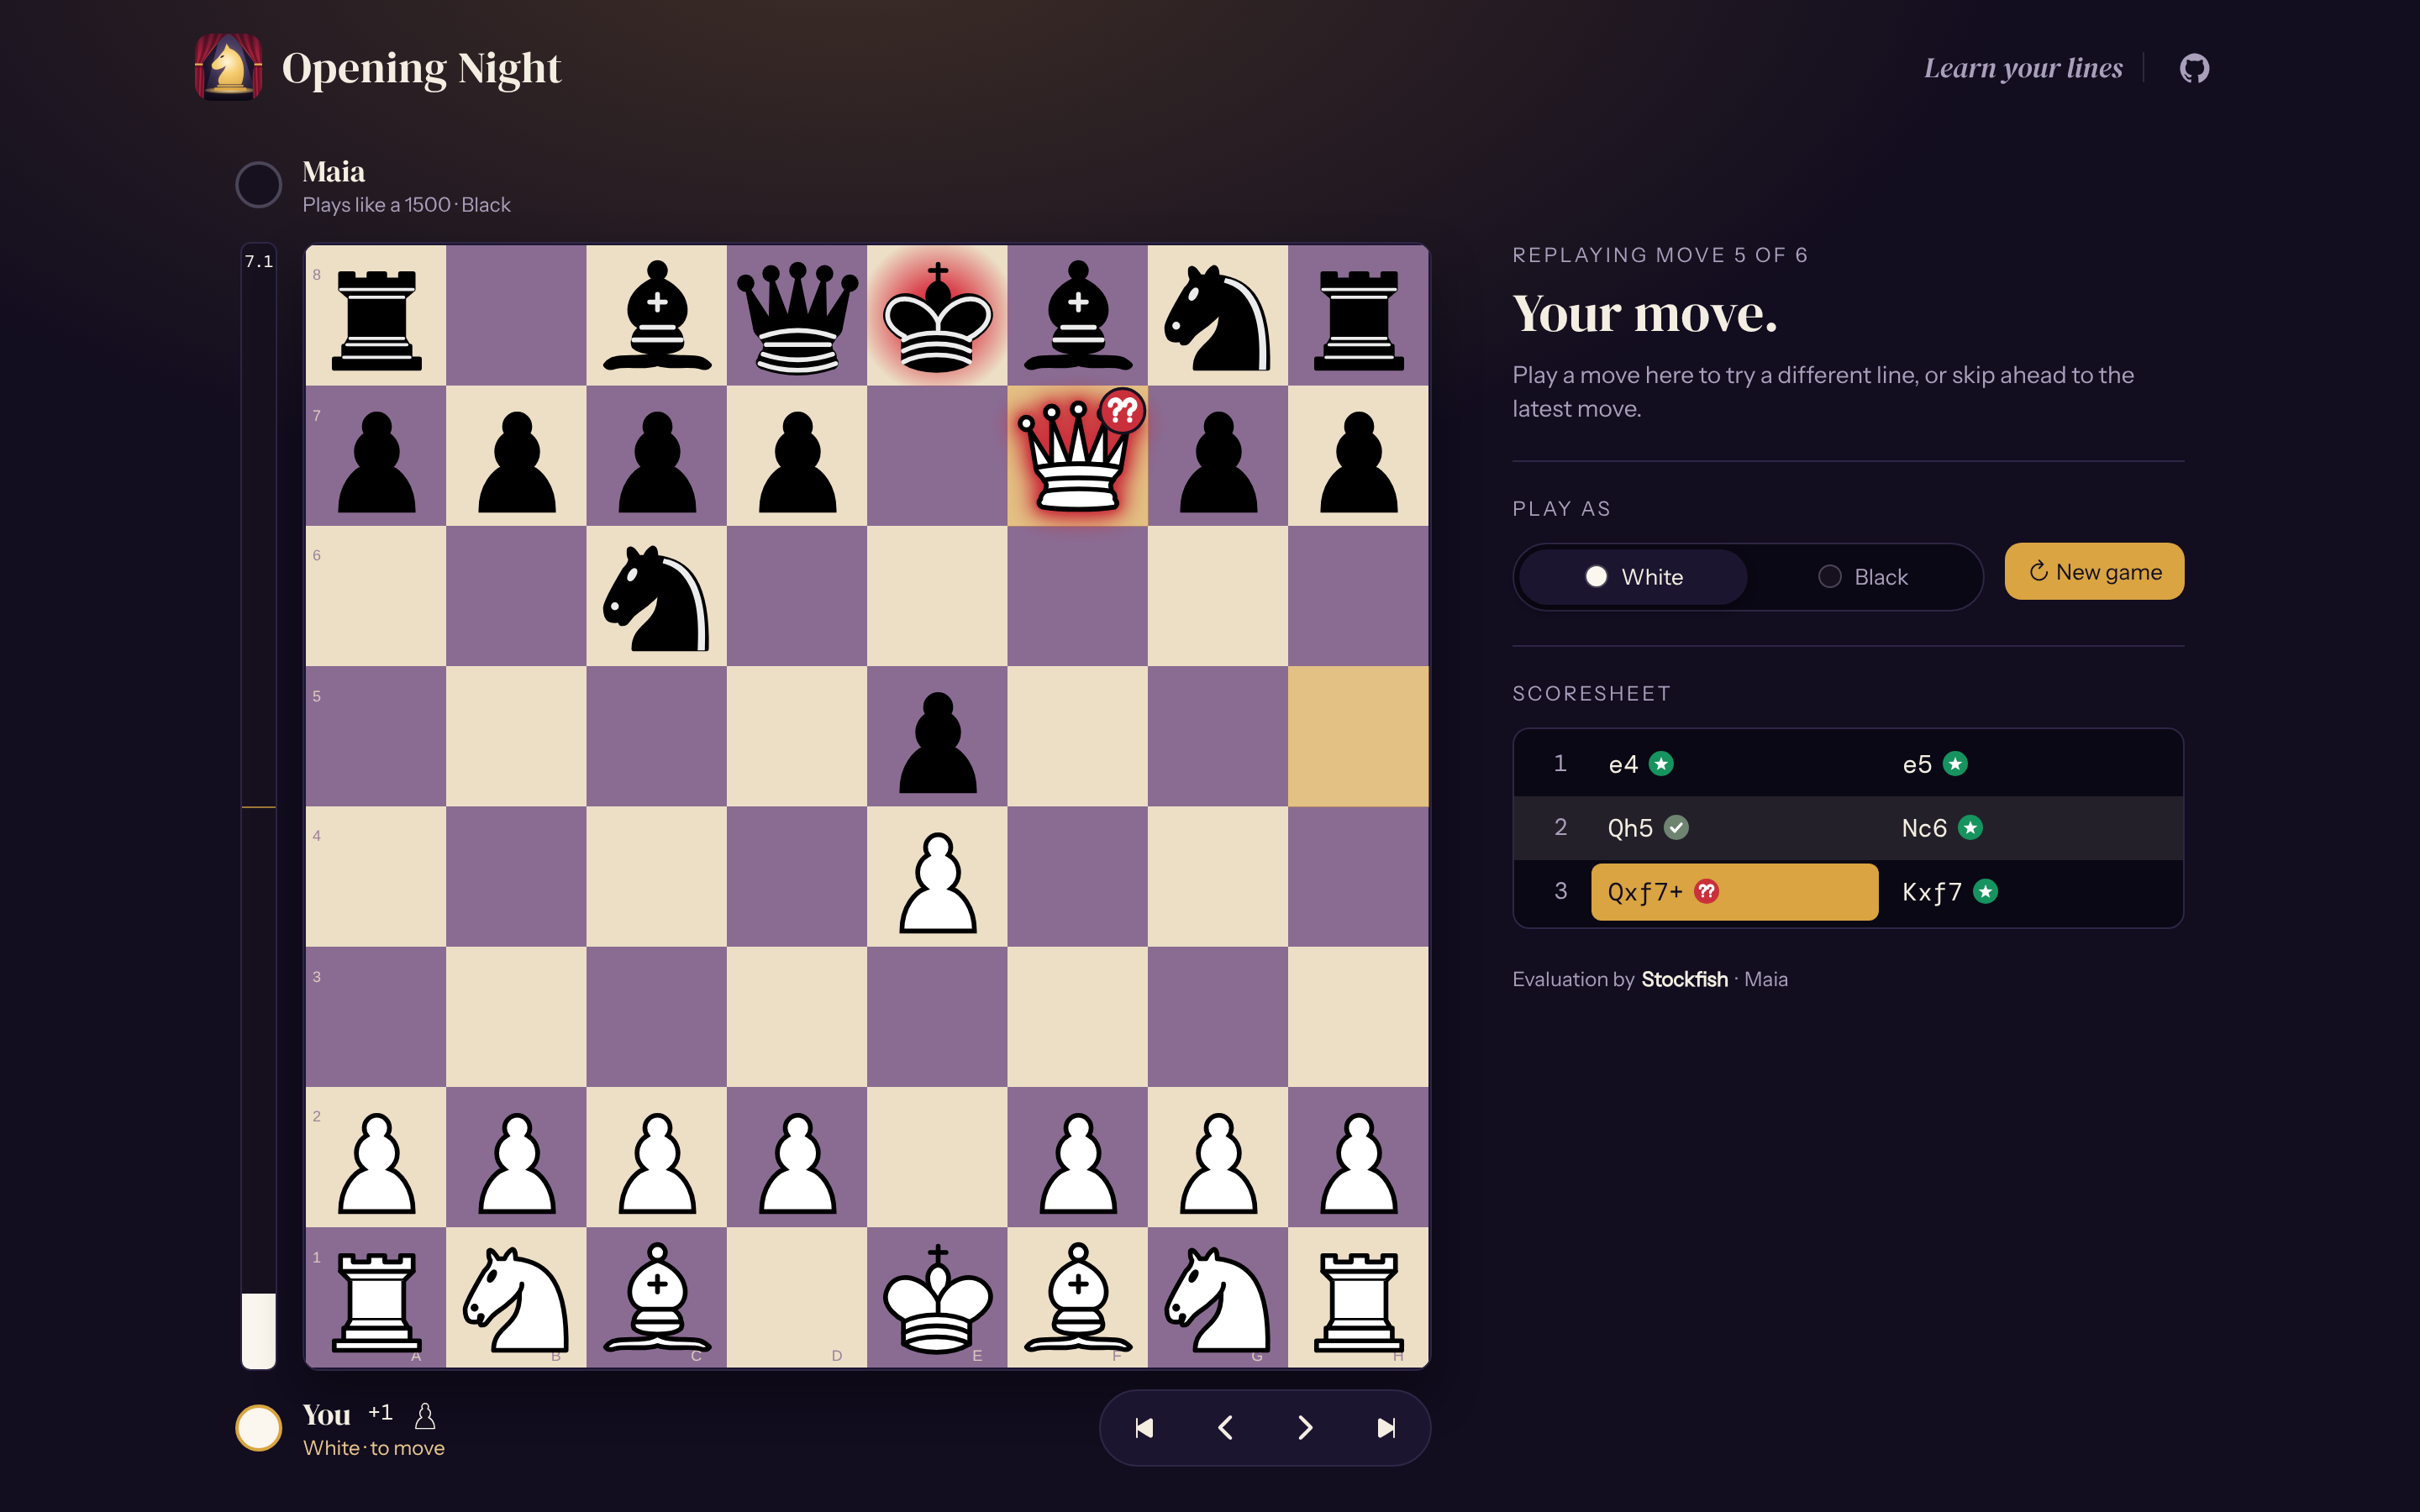 Opening Night
Learn your lines
Maia
Plays like a 1500 · Black
7.1
8
7
??
6
5
4
3
2
1
A B C D E F G H
You +1
White · to move
REPLAYING MOVE 5 OF 6
Your move.
Play a move here to try a different line, or skip ahead to the
latest move.
PLAY AS
White
Black
New game
SCORESHEET
1 e4 e5
2 Qh5 Nc6
3 Qxf7+ ?? Kxf7
Evaluation by Stockfish · Maia